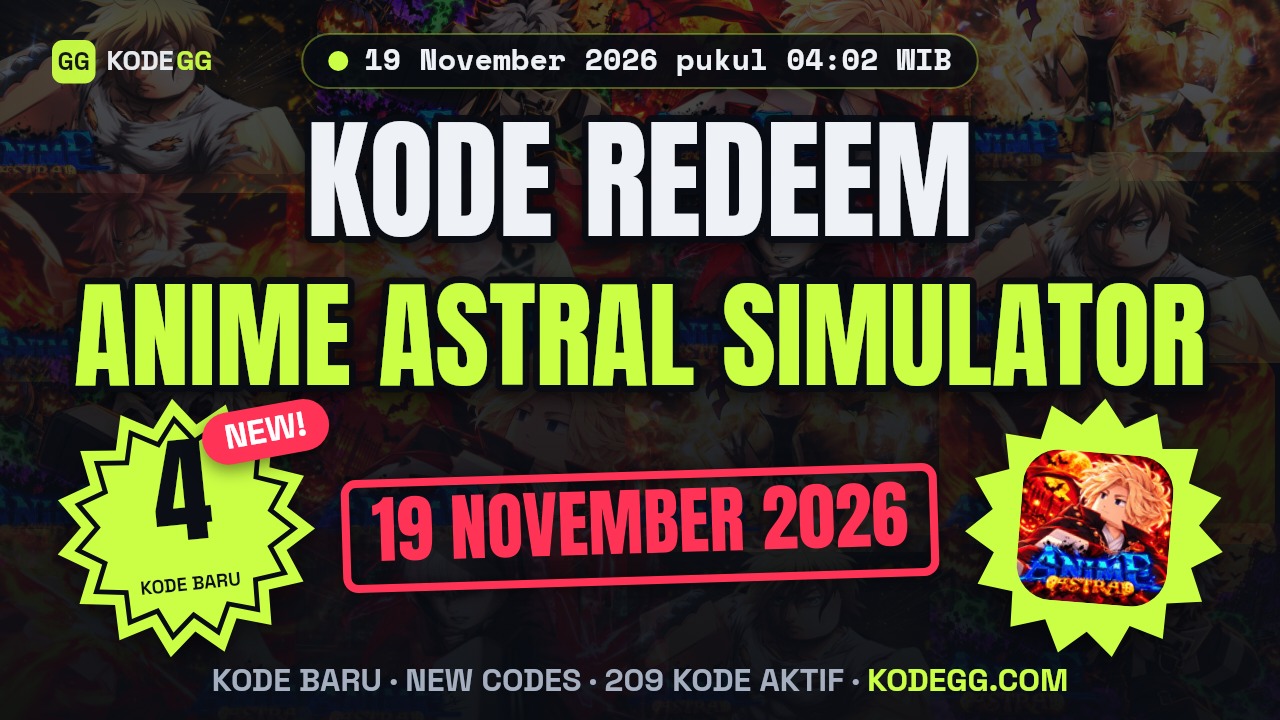 GG KODEGG
19 November 2026 pukul 04:02 WIB
KODE REDEEM
ANIME ASTRAL SIMULATOR
NEW!
4
KODE BARU
19 NOVEMBER 2026
ANIME
ASTRAL
KODE BARU · NEW CODES · 209 KODE AKTIF · KODEGG.COM